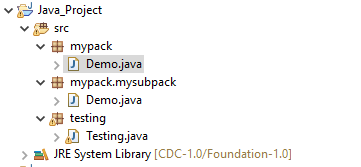 Java_Project
src
mypack
Demo.java
mypack.mysubpack
Demo.java
testing
Testing.java
JRE System Library [CDC-1.0/Foundation-1.0]